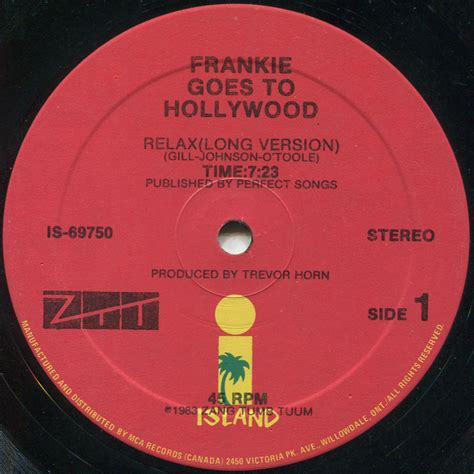 FRANKIE
GOES TO
HOLLYWOOD
RELAX(LONG VERSION)
(GILL-JOHNSON-O'TOOLE)
TIME:7:23
PUBLISHED BY PERFECT SONGS
IS-69750
STEREO
PRODUCED BY TREVOR HORN
ZTT
SIDE 1
45 RPM
©1983 ZANG TUMB TUUM
ISLAND
MANUFACTURED AND DISTRIBUTED BY MCA RECORDS (CANADA) 2450 VICTORIA PK. AVE., WILLOWDALE, ONT./ ALL RIGHTS RESERVED.